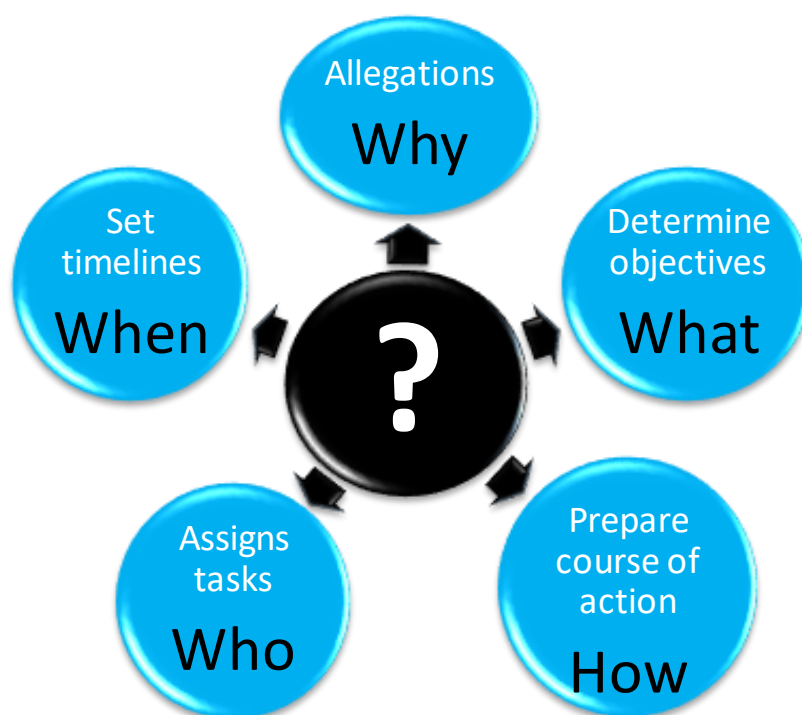 Allegations
Why
Determine
objectives
What
Prepare
course of
action
How
Assigns
tasks
Who
Set
timelines
When
?